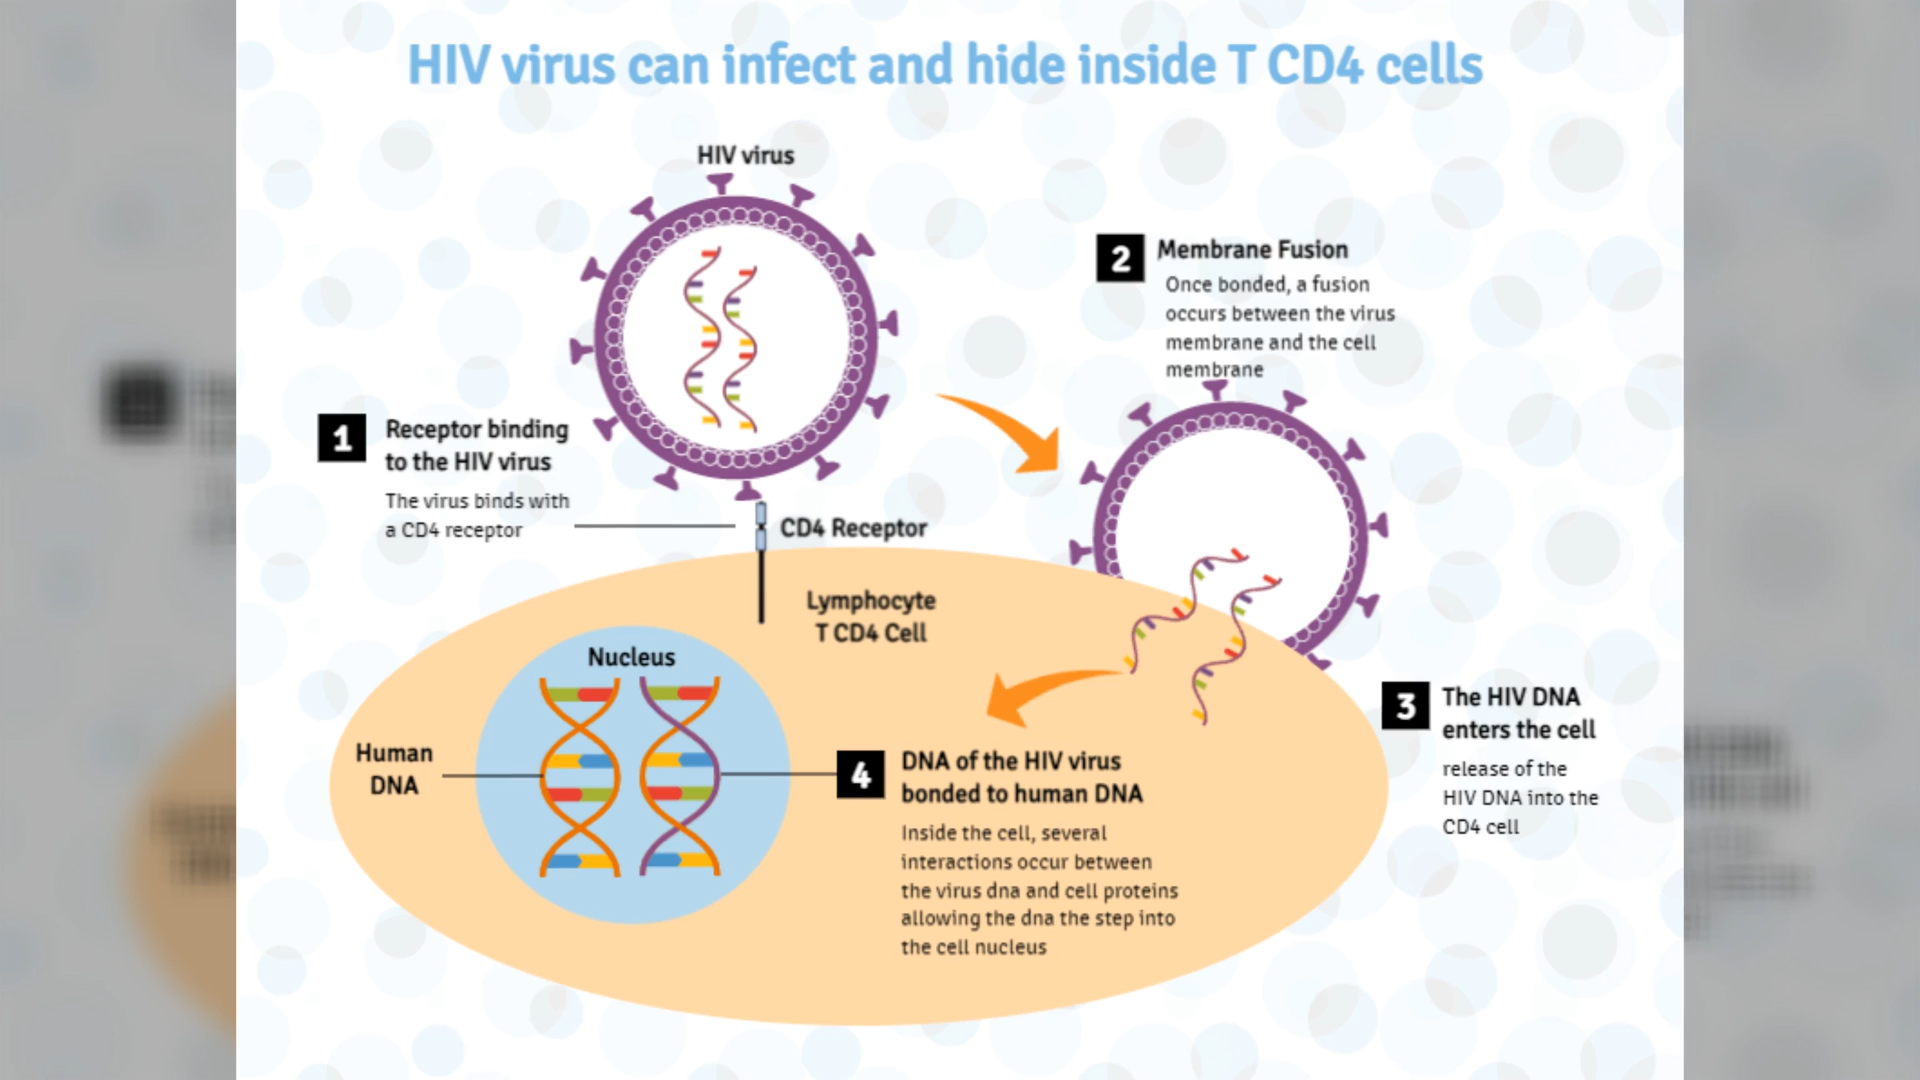 HIV virus can infect and hide inside T CD4 cells
HIV virus
1
Receptor binding
to the HIV virus
The virus binds with
a CD4 receptor
CD4 Receptor
2
Membrane Fusion
Once bonded, a fusion
occurs between the virus
membrane and the cell
membrane
Lymphocyte
T CD4 Cell
Nucleus
Human
DNA
3
The HIV DNA
enters the cell
release of the
HIV DNA into the
CD4 cell
4
DNA of the HIV virus
bonded to human DNA
Inside the cell, several
interactions occur between
the virus dna and cell proteins
allowing the dna the step into
the cell nucleus